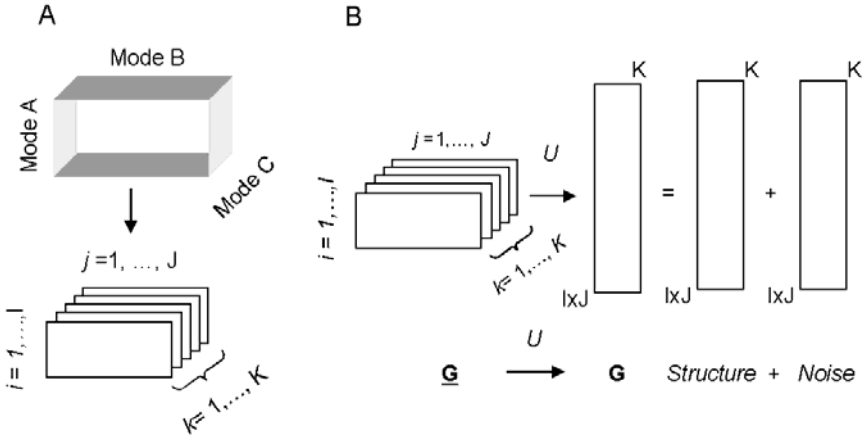 A
Mode B
Mode A
Mode C
j =1, ..., J
i = 1,...,I
k= 1,..., K
B
j =1,..., J
i = 1,...,I
k= 1,..., K
U
K
IxJ
=
K
IxJ
+
K
IxJ
U
G G Structure + Noise